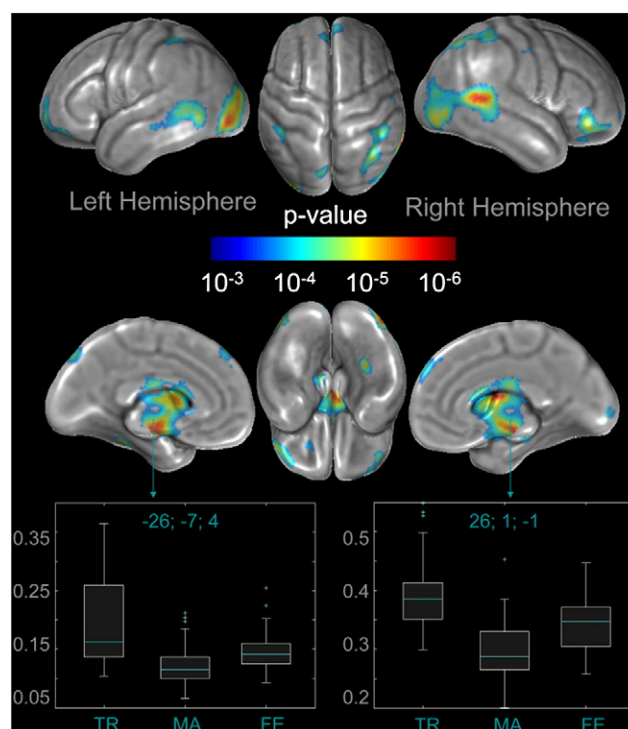 Left Hemisphere
Right Hemisphere
p-value
10⁻³ 10⁻⁴ 10⁻⁵ 10⁻⁶
-26; -7; 4
0.35
0.25
0.15
0.05
TR MA FE
26; 1; -1
0.5
0.4
0.3
0.2
TR MA FE